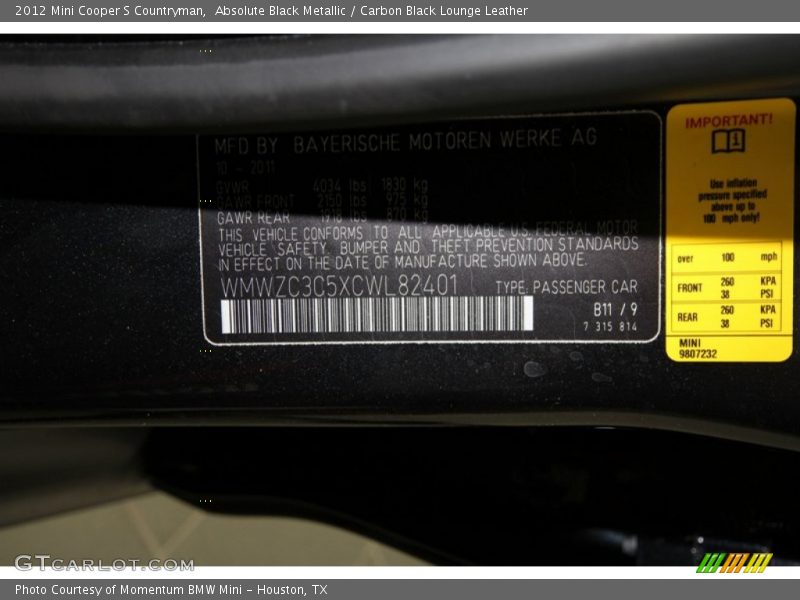 2012 Mini Cooper S Countryman,  Absolute Black Metallic / Carbon Black Lounge Leather
MFD BY BAYERISCHE MOTOREN WERKE AG
10 - 2011
GVWR 4034 lbs 1830 kg
GAWR FRONT 2150 lbs 975 kg
GAWR REAR 1918 lbs 870 kg
THIS VEHICLE CONFORMS TO ALL APPLICABLE U.S. FEDERAL MOTOR
VEHICLE SAFETY, BUMPER AND THEFT PREVENTION STANDARDS
IN EFFECT ON THE DATE OF MANUFACTURE SHOWN ABOVE.
WMWZC3C5XCWL82401 TYPE: PASSENGER CAR
B11 / 9
7 315 814
IMPORTANT!
i
Use inflation
pressure specified
above up to
100 mph only!
over 100 mph
FRONT 260 KPA
38 PSI
REAR 260 KPA
38 PSI
MINI
9807232
GTCARLOT.COM
Photo Courtesy of Momentum BMW Mini - Houston, TX